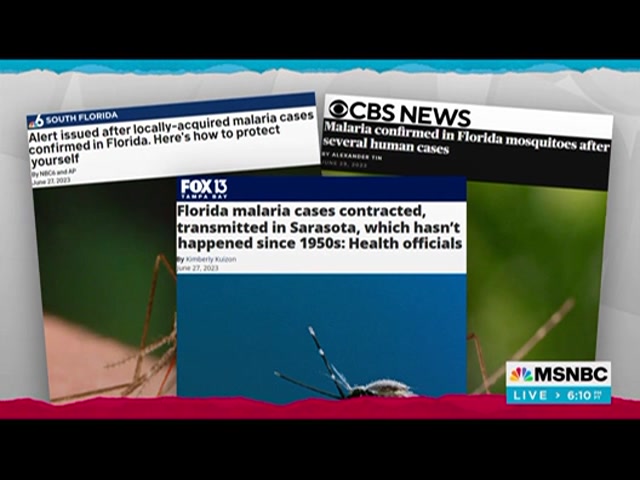 6 SOUTH FLORIDA
Alert issued after locally-acquired malaria cases
confirmed in Florida. Here's how to protect
yourself
By NBC6 and AP
June 27, 2023
CBS NEWS
Malaria confirmed in Florida mosquitoes after
several human cases
BY ALEXANDER TIN
FOX 13
TAMPA BAY
Florida malaria cases contracted,
transmitted in Sarasota, which hasn't
happened since 1950s: Health officials
By Kimberly Kuizon
June 27, 2023
MSNBC
LIVE > 6:10 PM PT